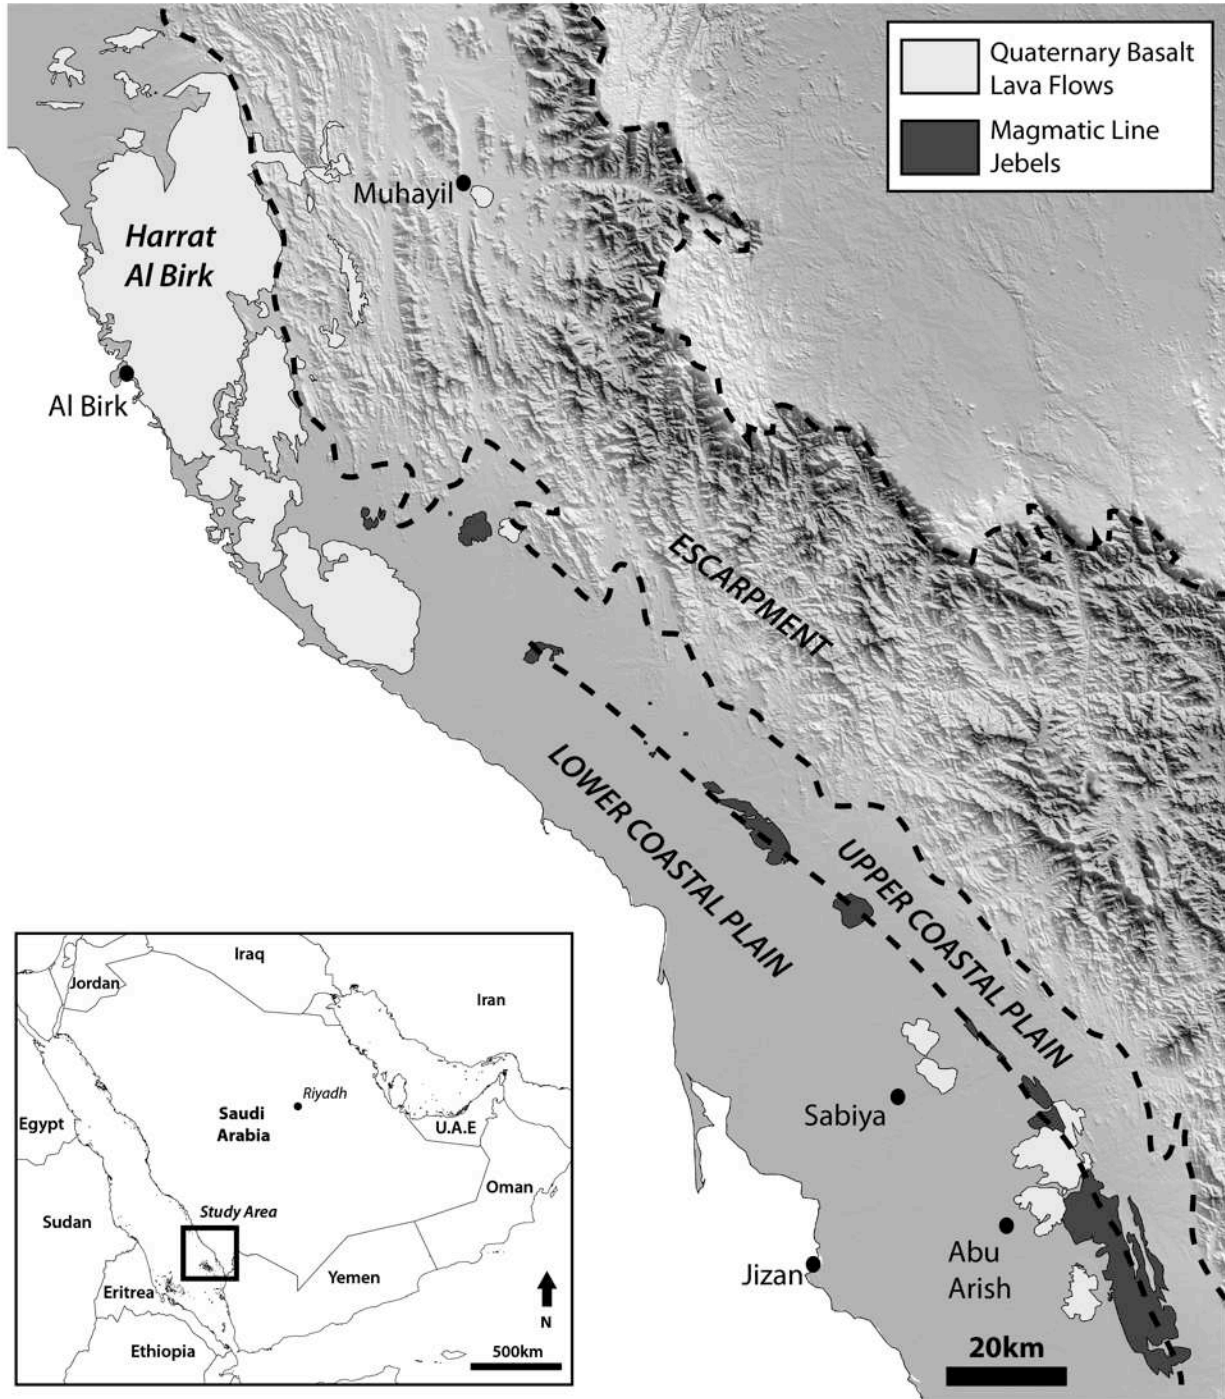 Quaternary Basalt
Lava Flows
Magmatic Line
Jebels
Muhayil
Harrat
Al Birk
Al Birk
ESCARPMENT
LOWER COASTAL PLAIN
UPPER COASTAL PLAIN
Sabiya
Abu
Arish
Jizan
20km
Iraq
Jordan
Iran
Riyadh
Saudi
Arabia
Egypt
U.A.E
Oman
Study Area
Sudan
Yemen
Eritrea
N
Ethiopia
500km